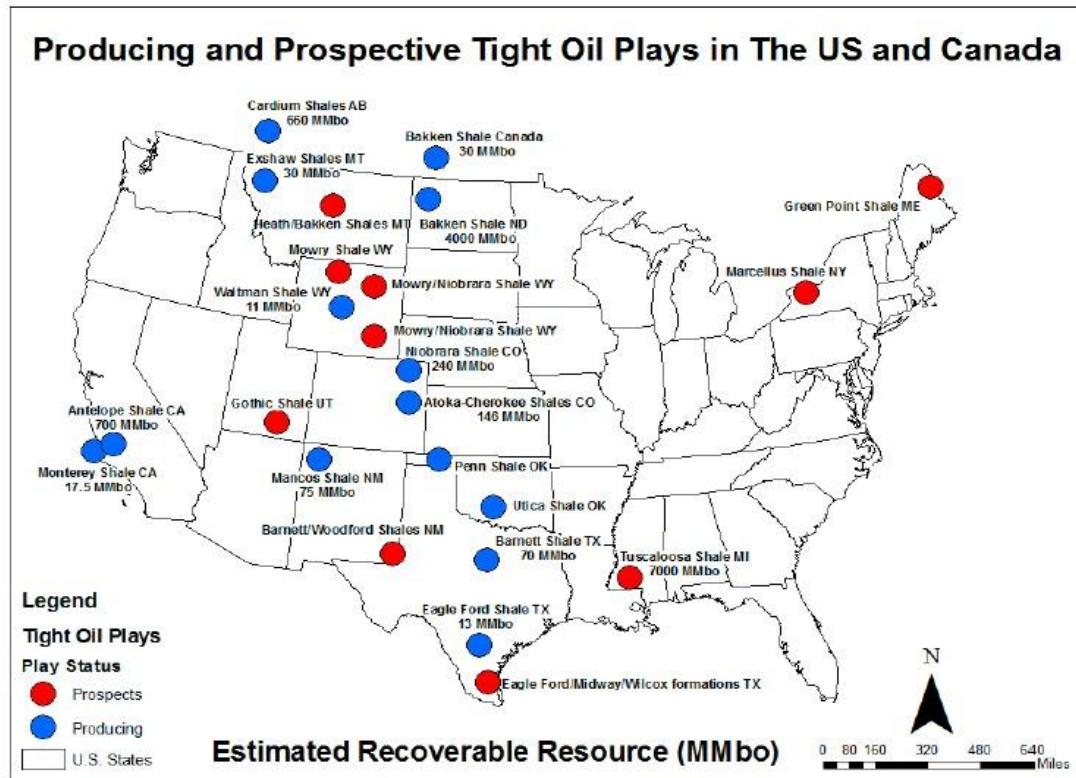 Producing and Prospective Tight Oil Plays in The US and Canada
Cardium Shales AB
660 MMbo
Bakken Shale Canada
30 MMbo
Exshaw Shales MT
30 MMbo
Green Point Shale ME
Heath/Bakken Shales MT
Bakken Shale ND
4000 MMbo
Mowry Shale WY
Marcellus Shale NY
Mowry/Niobrara Shale WY
Waltman Shale WY
11 MMbo
Mowry/Niobrara Shale WY
Niobrara Shale CO
240 MMbo
Gothic Shale UT
Atoka-Cherokee Shales CO
146 MMbo
Antelope Shale CA
700 MMbo
Monterey Shale CA
17.5 MMbo
Mancos Shale NM
75 MMbo
Penn Shale OK
Utica Shale OK
Barnett/Woodford Shales NM
Barnett Shale TX
70 MMbo
Tuscaloosa Shale MI
7000 MMbo
Eagle Ford Shale TX
13 MMbo
Eagle Ford/Midway/Wilcox formations TX
Legend
Tight Oil Plays
Play Status
Prospects
Producing
U.S. States
Estimated Recoverable Resource (MMbo)
N
0 80 160 320 480 640
Miles